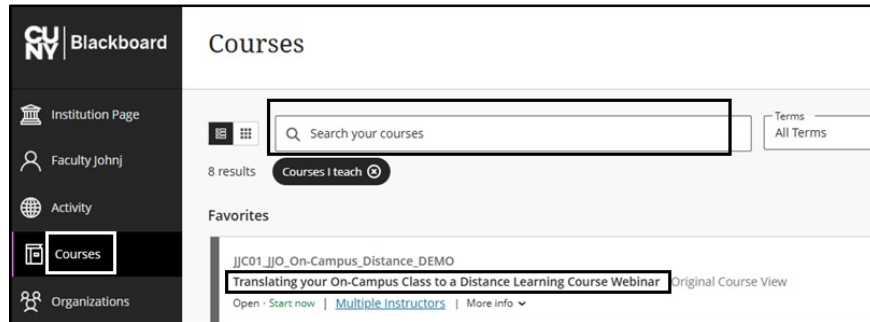 CUNY Blackboard
Courses
Institution Page
Faculty Johnj
Activity
Courses
Organizations
Search your courses
Terms
All Terms
8 results Courses I teach
Favorites
JJC01_JJO_On-Campus_Distance_DEMO
Translating your On-Campus Class to a Distance Learning Course Webinar Original Course View
Open · Start now | Multiple Instructors | More info